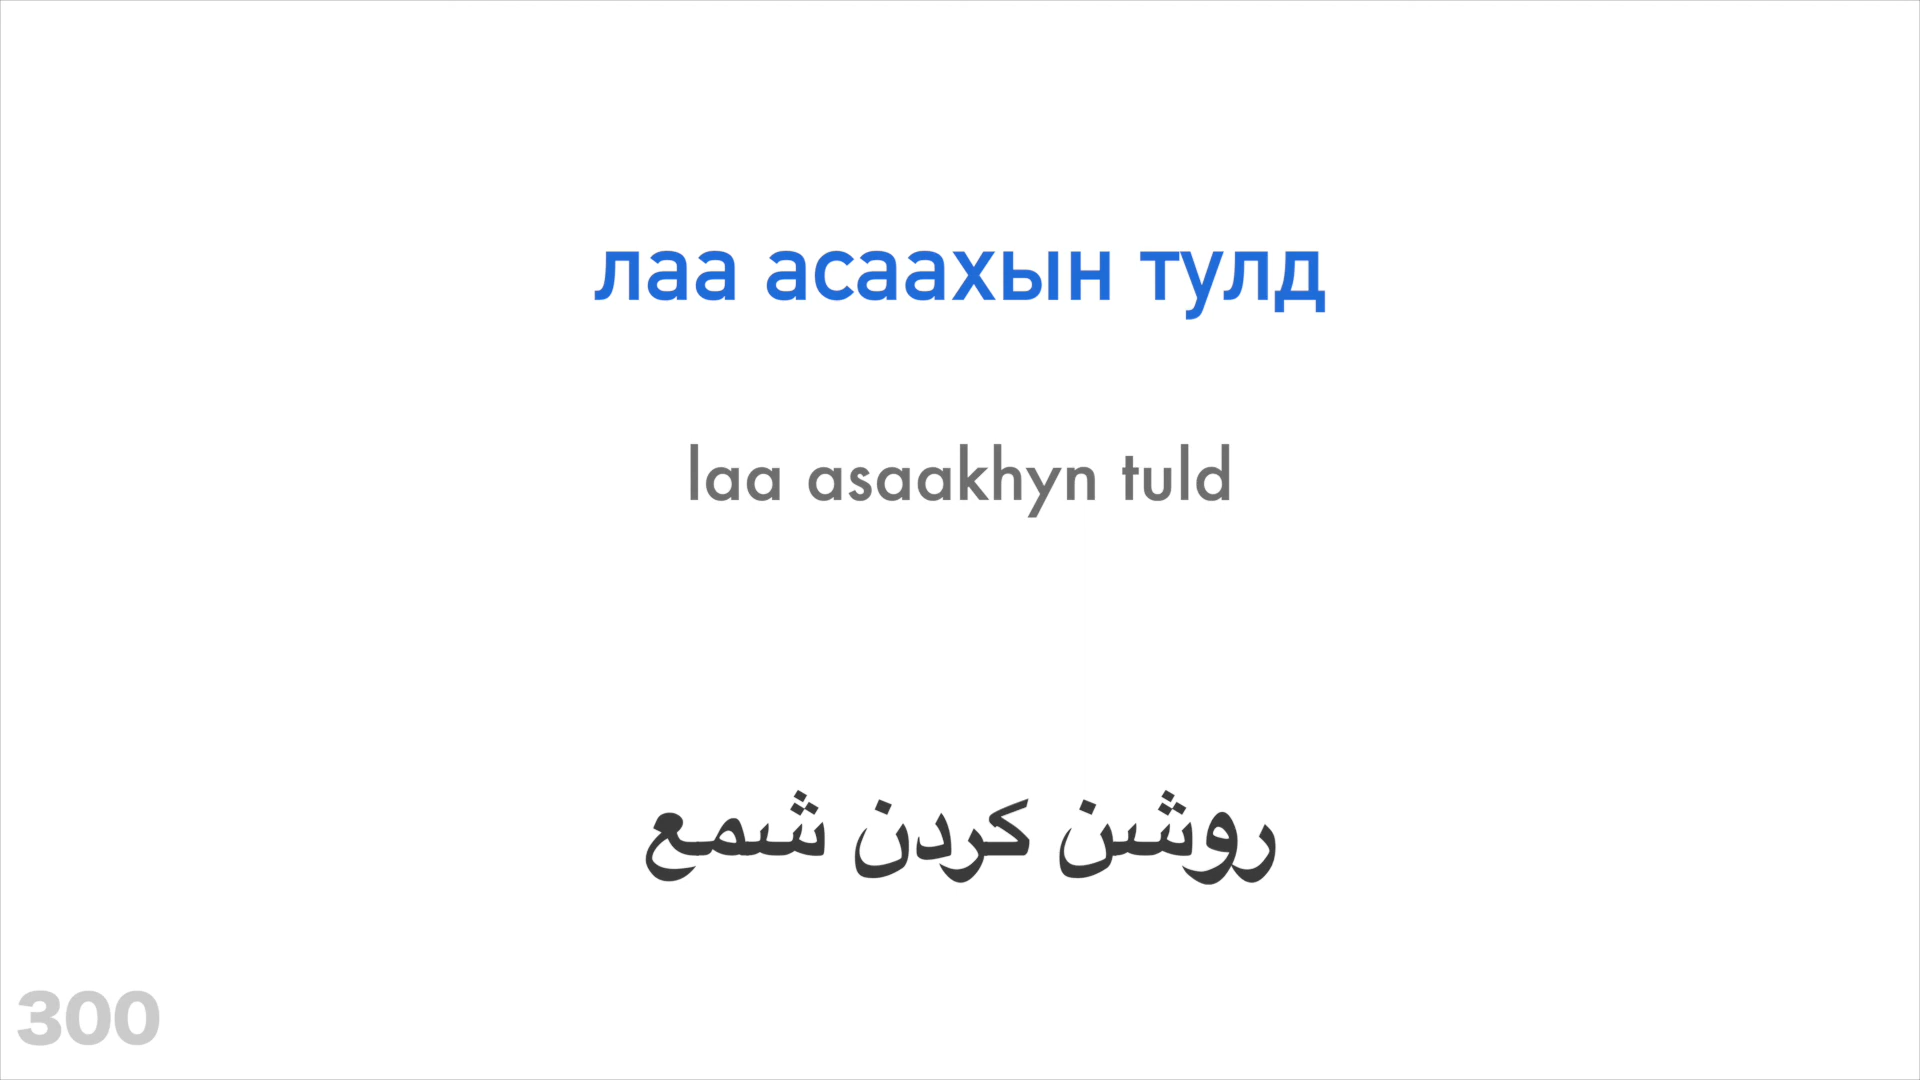 лаа асаахын тулд
laa asaakhyn tuld
روشن کردن شمع
300